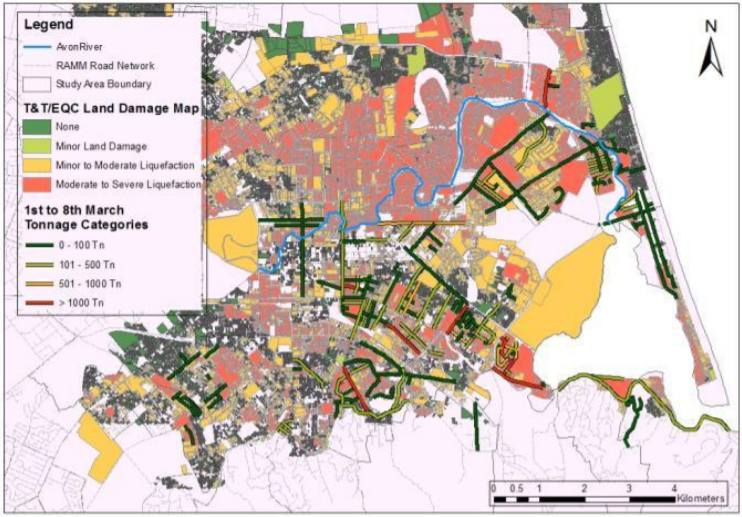 Legend
AvonRiver
RAMM Road Network
Study Area Boundary
T&T/EQC Land Damage Map
None
Minor Land Damage
Minor to Moderate Liquefaction
Moderate to Severe Liquefaction
1st to 8th March
Tonnage Categories
0 - 100 Tn
101 - 500 Tn
501 - 1000 Tn
> 1000 Tn
N
0 0.5 1 2 3 4
Kilometers